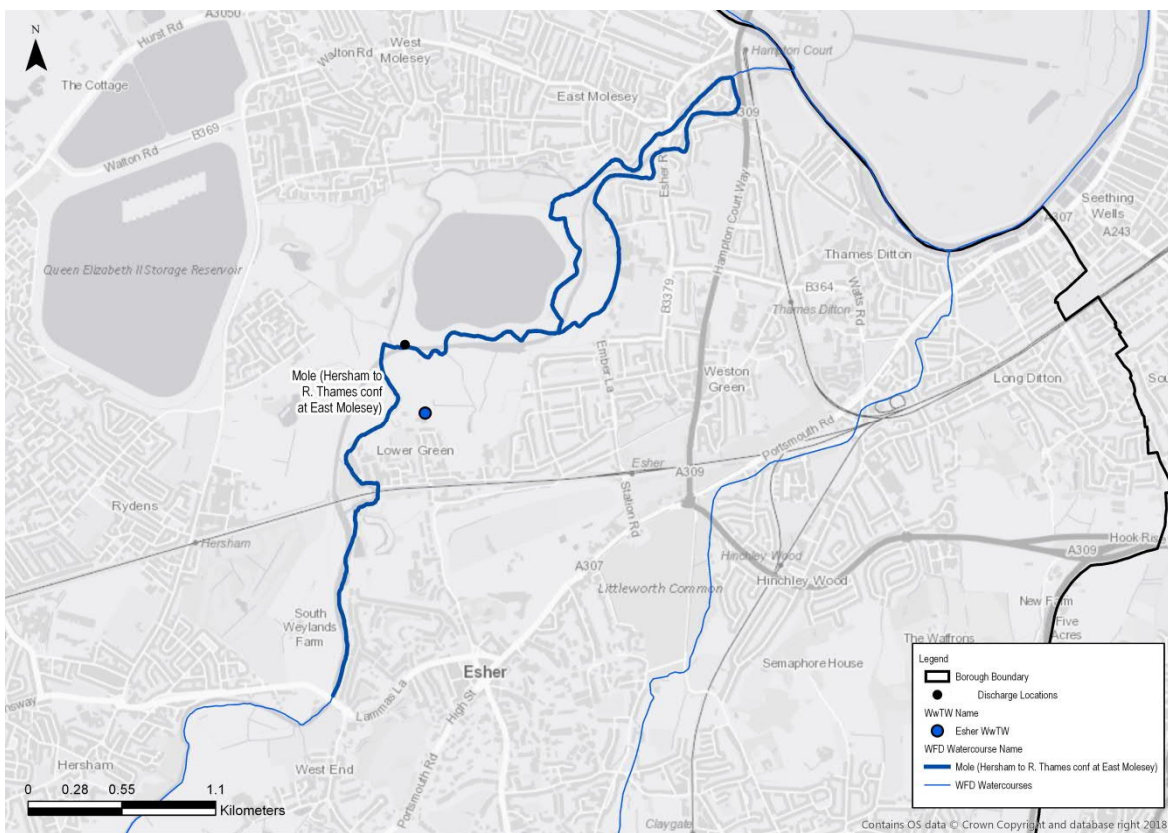 N
A3050
Hurst Rd
Walton Rd
West
Molesey
The Cottage
Hampton Court
East Molesey
B369
Walton Rd
A309
Esher R
Seething
Wells
A307
A243
Queen Elizabeth II Storage Reservoir
Hampton Court Way
Thames Ditton
B3379
B364
Watts Rd
Thames Ditton
Mole (Hersham to
R. Thames conf
at East Molesey)
Ember La
Weston
Green
Long Ditton
So
Lower Green
Portsmouth Rd
Esher
A309
Rydens
Station Rd
Hersham
Hinchley Wood
Hook Rise
A309
A307
Hinchley Wood
Littleworth Common
New Farm
South
Weylands
Farm
Five
Acres
The Waffrons
Esher
Semaphore House
Lammas La
High St
nsway
Hersham
West End
Portsmouth Rd
Claygate
0 0.28 0.55 1.1
Kilometers
Legend
Borough Boundary
Discharge Locations
WwTW Name
Esher WwTW
WFD Watercourse Name
Mole (Hersham to R. Thames conf at East Molesey)
WFD Watercourses
Contains OS data © Crown Copyright and database right 2018